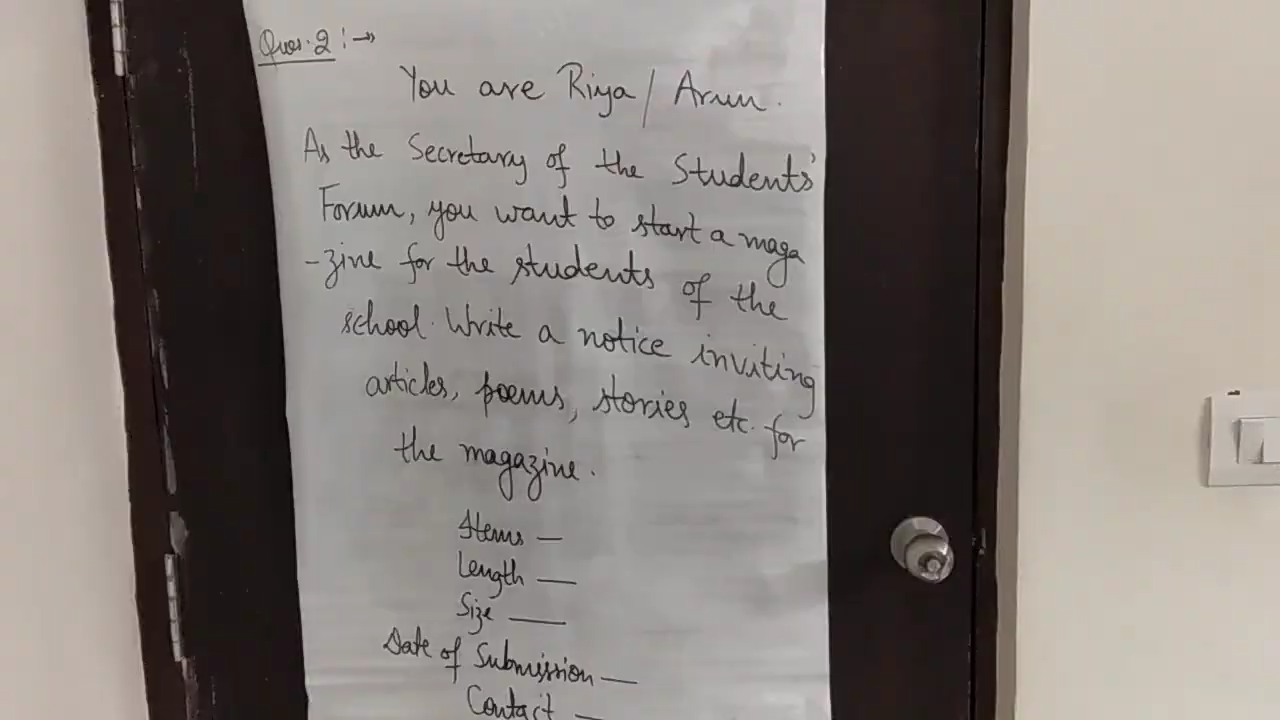 Ques. 2 :→
You are Riya / Arun.
As the Secretary of the Students'
Forum, you want to start a maga
-zine for the students of the
school. Write a notice inviting
articles, poems, stories etc. for
the magazine.
Items —
Length —
Size —
Date of Submission —
Contact —